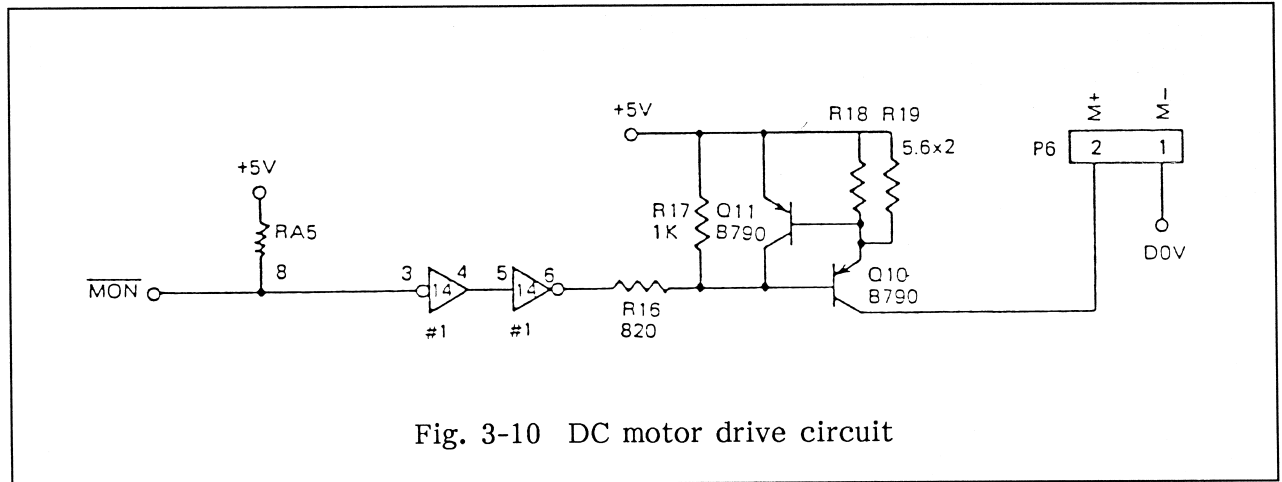 +5V
RA5
8
MON
3
14
4
#1
5
14
6
#1
R16
820
+5V
R17
1K
Q11
B790
R18 R19
5.6x2
Q10
B790
M+
M-
P6
2
1
D0V
Fig. 3-10 DC motor drive circuit